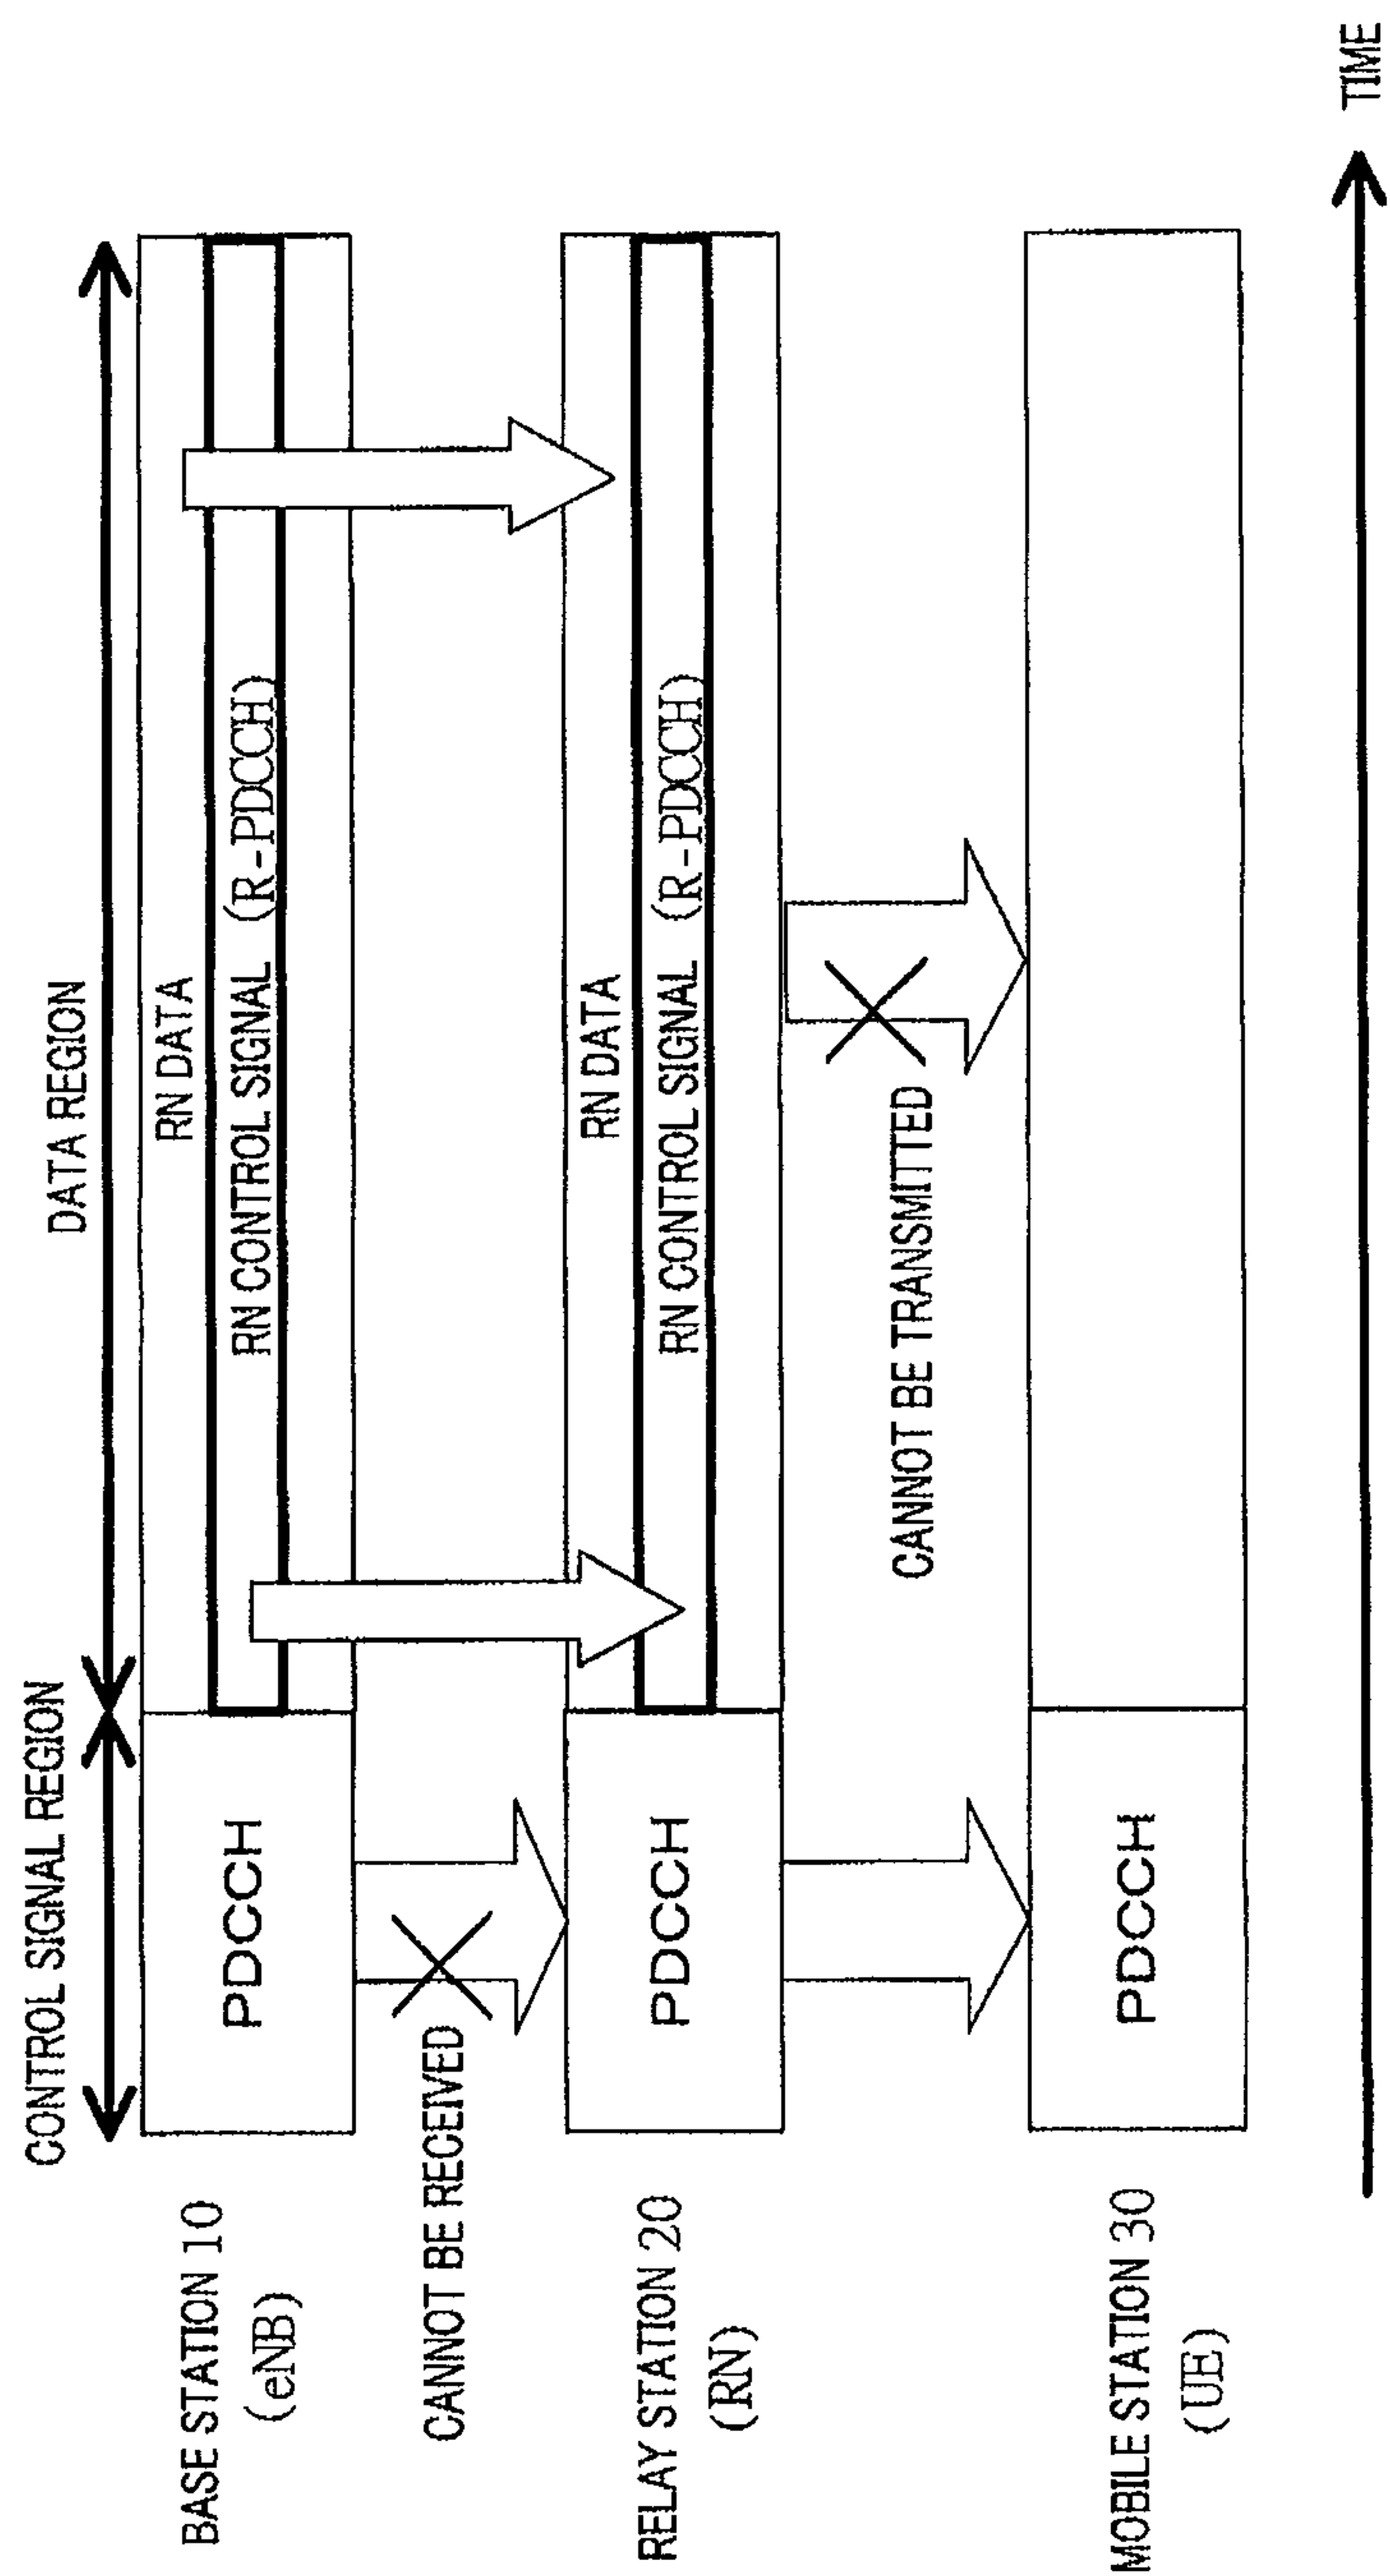 CONTROL SIGNAL REGION
DATA REGION
BASE STATION 10
(eNB)
PDCCH
RN DATA
RN CONTROL SIGNAL (R-PDCCH)
CANNOT BE RECEIVED
RELAY STATION 20
(RN)
PDCCH
RN DATA
RN CONTROL SIGNAL (R-PDCCH)
CANNOT BE TRANSMITTED
MOBILE STATION 30
(UE)
PDCCH
TIME